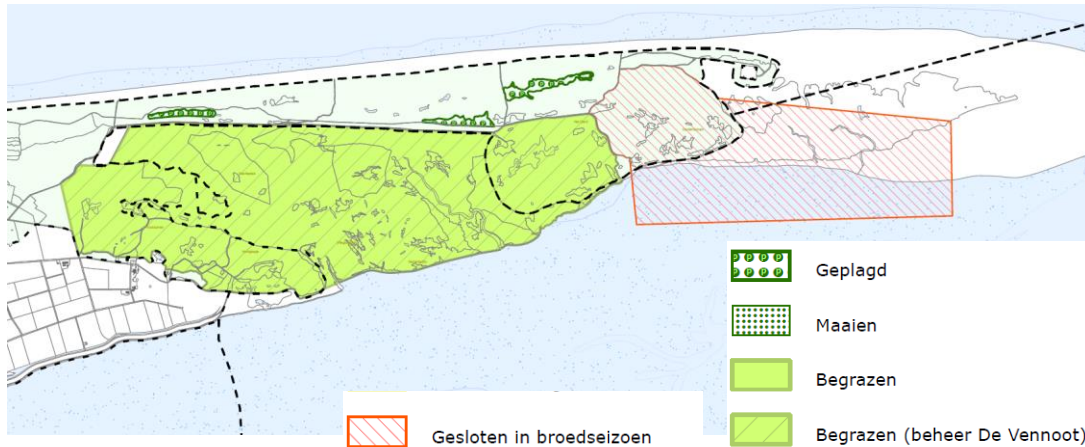 Geplagd
Maaien
Begrazen
Begrazen (beheer De Vennoot)
Gesloten in broedseizoen